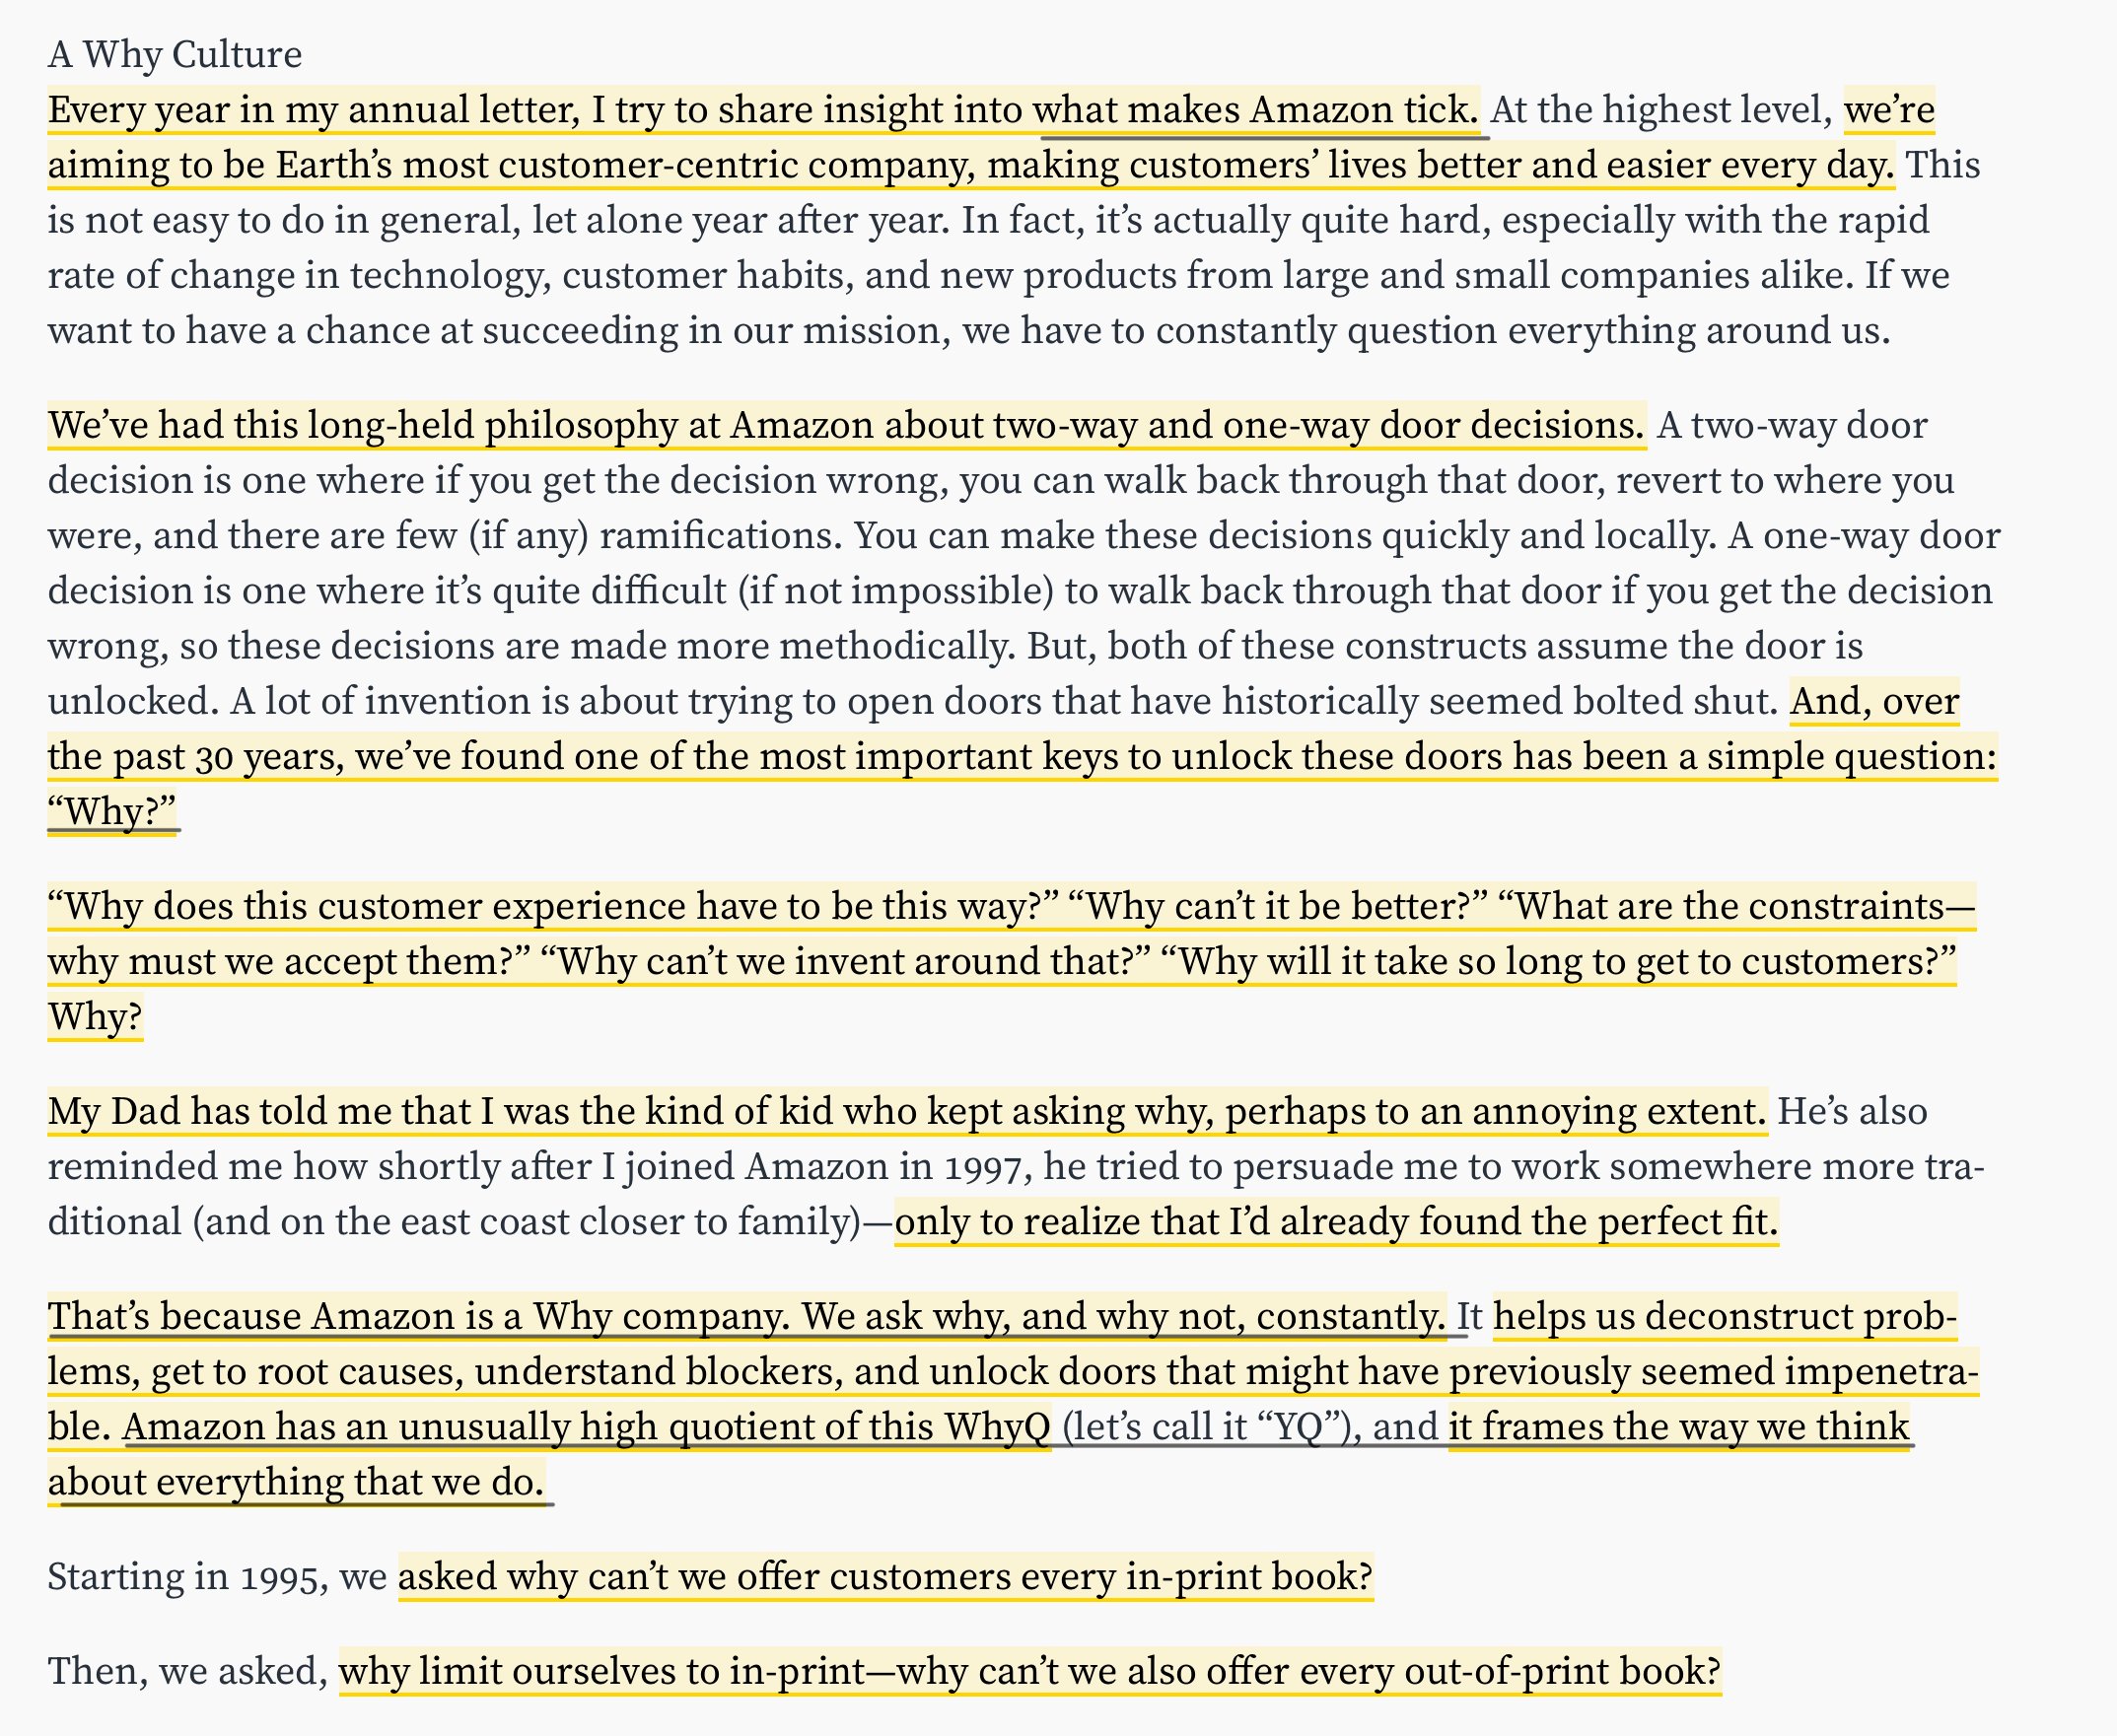 A Why Culture
Every year in my annual letter, I try to share insight into what makes Amazon tick. At the highest level, we’re
aiming to be Earth’s most customer-centric company, making customers’ lives better and easier every day. This
is not easy to do in general, let alone year after year. In fact, it’s actually quite hard, especially with the rapid
rate of change in technology, customer habits, and new products from large and small companies alike. If we
want to have a chance at succeeding in our mission, we have to constantly question everything around us.
We’ve had this long-held philosophy at Amazon about two-way and one-way door decisions. A two-way door
decision is one where if you get the decision wrong, you can walk back through that door, revert to where you
were, and there are few (if any) ramifications. You can make these decisions quickly and locally. A one-way door
decision is one where it’s quite difficult (if not impossible) to walk back through that door if you get the decision
wrong, so these decisions are made more methodically. But, both of these constructs assume the door is
unlocked. A lot of invention is about trying to open doors that have historically seemed bolted shut. And, over
the past 30 years, we’ve found one of the most important keys to unlock these doors has been a simple question:
“Why?”
“Why does this customer experience have to be this way?” “Why can’t it be better?” “What are the constraints—
why must we accept them?” “Why can’t we invent around that?” “Why will it take so long to get to customers?”
Why?
My Dad has told me that I was the kind of kid who kept asking why, perhaps to an annoying extent. He’s also
reminded me how shortly after I joined Amazon in 1997, he tried to persuade me to work somewhere more tra-
ditional (and on the east coast closer to family)—only to realize that I’d already found the perfect fit.
That’s because Amazon is a Why company. We ask why, and why not, constantly. It helps us deconstruct prob-
lems, get to root causes, understand blockers, and unlock doors that might have previously seemed impenetra-
ble. Amazon has an unusually high quotient of this WhyQ (let’s call it “YQ”), and it frames the way we think
about everything that we do.
Starting in 1995, we asked why can’t we offer customers every in-print book?
Then, we asked, why limit ourselves to in-print—why can’t we also offer every out-of-print book?